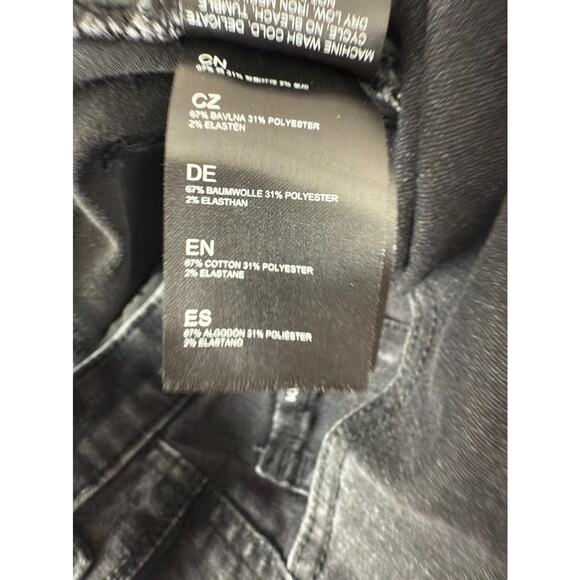 MACHINE WASH COLD DELICATE
CYCLE NO BLEACH TUMBLE
DRY LOW IRON
CN
CZ
67% BAVLNA 31% POLYESTER
2% ELASTEN
DE
67% BAUMWOLLE 31% POLYESTER
2% ELASTHAN
EN
67% COTTON 31% POLYESTER
2% ELASTANE
ES
67% ALGODÓN 31% POLIÉSTER
2% ELASTANO